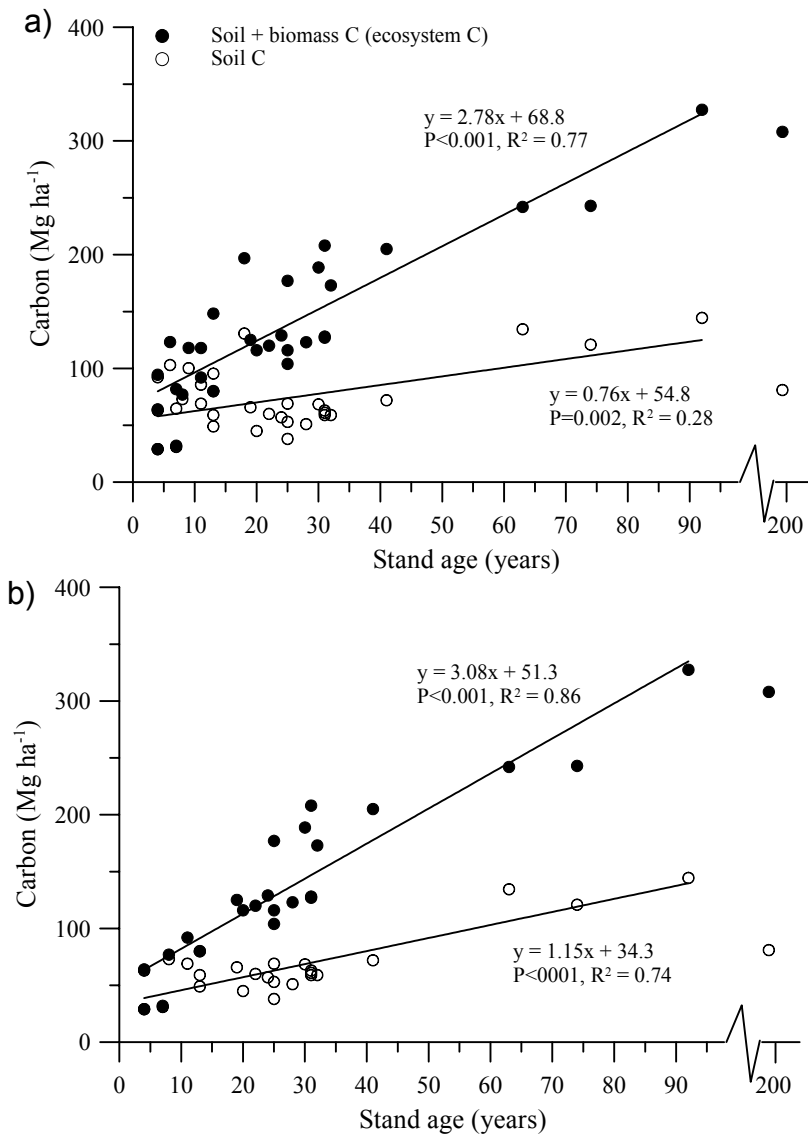 a)
Soil + biomass C (ecosystem C)
Soil C
400
300
200
100
0
Carbon (Mg ha⁻¹)
y = 2.78x + 68.8
P<0.001, R² = 0.77
y = 0.76x + 54.8
P=0.002, R² = 0.28
0 10 20 30 40 50 60 70 80 90 200
Stand age (years)
b)
400
300
200
100
0
Carbon (Mg ha⁻¹)
y = 3.08x + 51.3
P<0.001, R² = 0.86
y = 1.15x + 34.3
P<0001, R² = 0.74
0 10 20 30 40 50 60 70 80 90 200
Stand age (years)